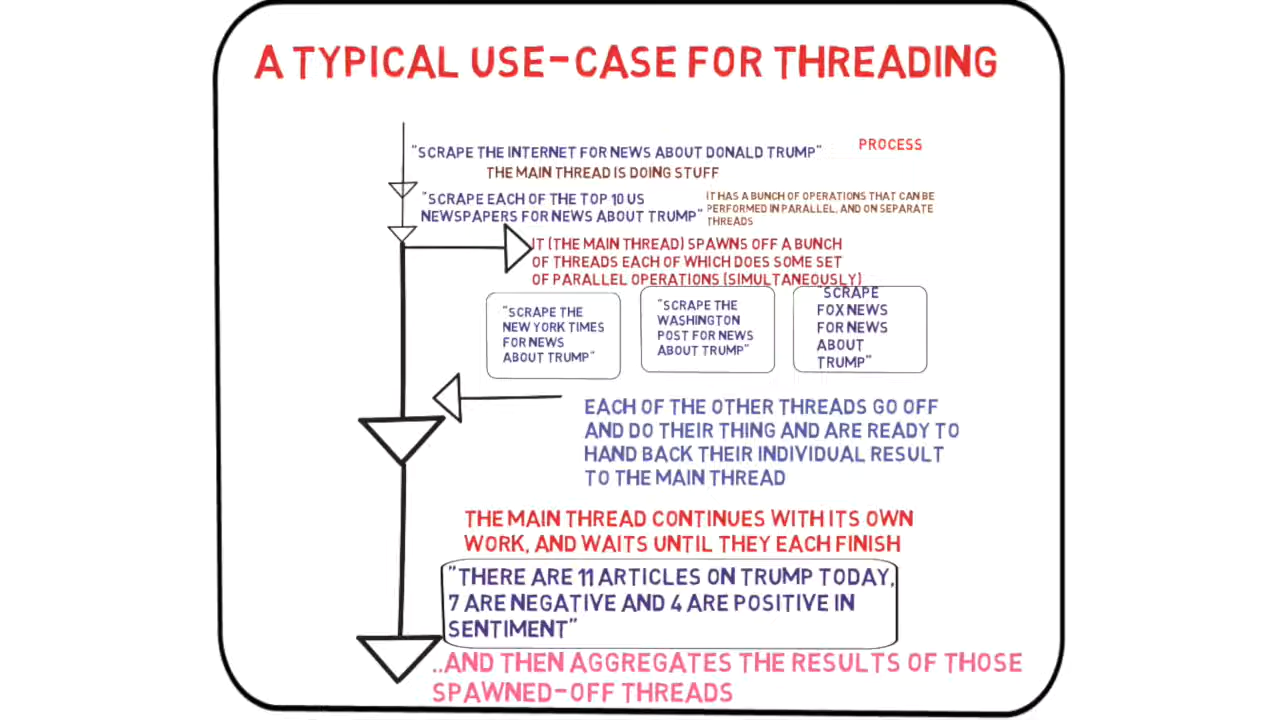 A TYPICAL USE-CASE FOR THREADING
"SCRAPE THE INTERNET FOR NEWS ABOUT DONALD TRUMP"
PROCESS
THE MAIN THREAD IS DOING STUFF
"SCRAPE EACH OF THE TOP 10 US
NEWSPAPERS FOR NEWS ABOUT TRUMP"
IT HAS A BUNCH OF OPERATIONS THAT CAN BE
PERFORMED IN PARALLEL, AND ON SEPARATE
THREADS
IT (THE MAIN THREAD) SPAWNS OFF A BUNCH
OF THREADS EACH OF WHICH DOES SOME SET
OF PARALLEL OPERATIONS (SIMULTANEOUSLY)
"SCRAPE THE
NEW YORK TIMES
FOR NEWS
ABOUT TRUMP"
"SCRAPE THE
WASHINGTON
POST FOR NEWS
ABOUT TRUMP"
"SCRAPE
FOX NEWS
FOR NEWS
ABOUT
TRUMP"
EACH OF THE OTHER THREADS GO OFF
AND DO THEIR THING AND ARE READY TO
HAND BACK THEIR INDIVIDUAL RESULT
TO THE MAIN THREAD
THE MAIN THREAD CONTINUES WITH ITS OWN
WORK, AND WAITS UNTIL THEY EACH FINISH
"THERE ARE 11 ARTICLES ON TRUMP TODAY,
7 ARE NEGATIVE AND 4 ARE POSITIVE IN
SENTIMENT"
..AND THEN AGGREGATES THE RESULTS OF THOSE
SPAWNED-OFF THREADS